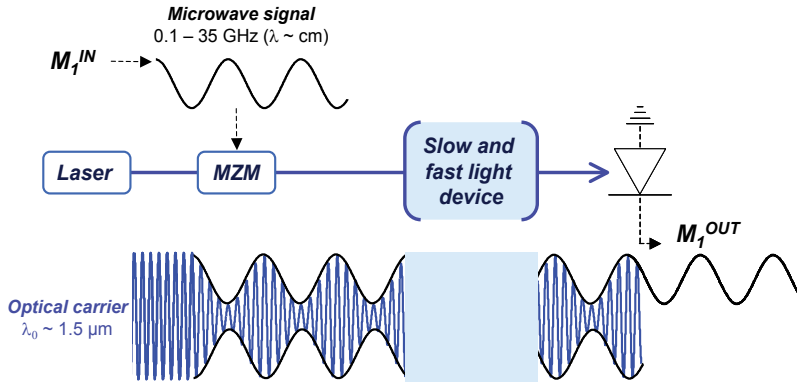 Microwave signal
0.1 – 35 GHz (λ ~ cm)
M₁ᴵᴺ
Laser
MZM
Slow and
fast light
device
M₁ᴼᵁᵀ
Optical carrier
λ₀ ~ 1.5 µm